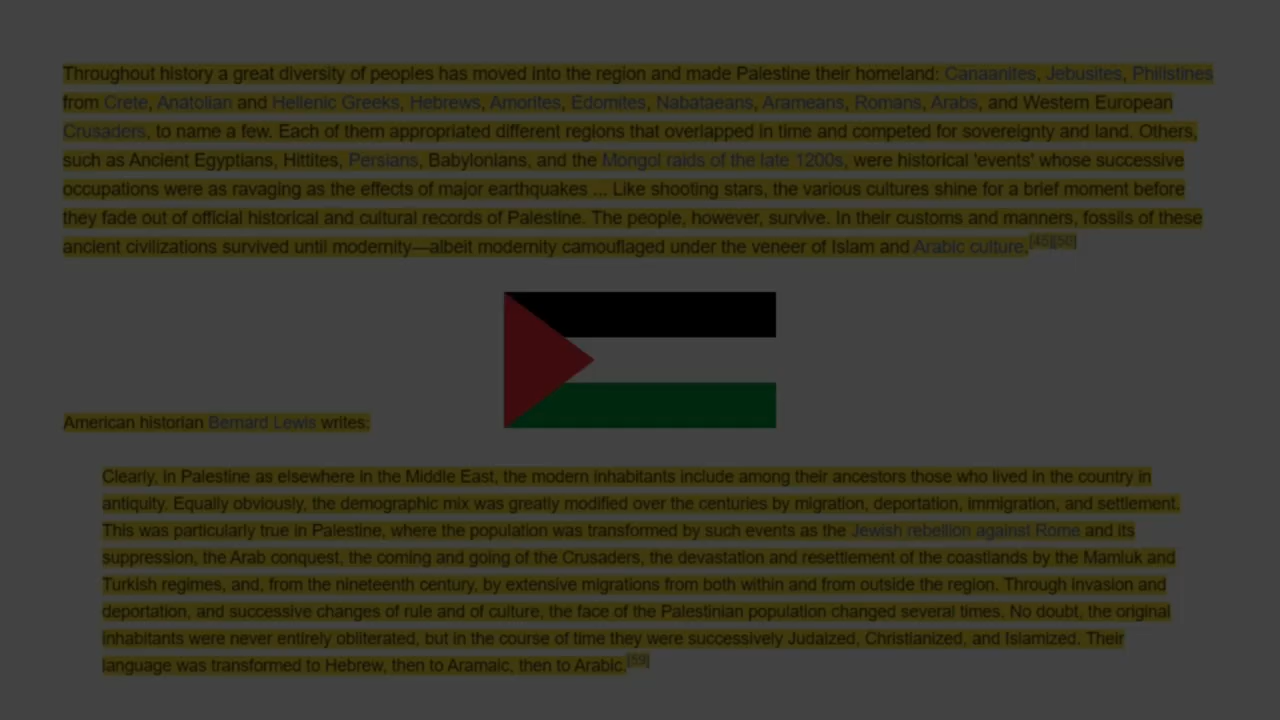 Throughout history a great diversity of peoples has moved into the region and made Palestine their homeland: Canaanites, Jebusites, Philistines
from Crete, Anatolian and Hellenic Greeks, Hebrews, Amorites, Edomites, Nabataeans, Arameans, Romans, Arabs, and Western European
Crusaders, to name a few. Each of them appropriated different regions that overlapped in time and competed for sovereignty and land. Others,
such as Ancient Egyptians, Hittites, Persians, Babylonians, and the Mongol raids of the late 1200s, were historical 'events' whose successive
occupations were as ravaging as the effects of major earthquakes ... Like shooting stars, the various cultures shine for a brief moment before
they fade out of official historical and cultural records of Palestine. The people, however, survive. In their customs and manners, fossils of these
ancient civilizations survived until modernity—albeit modernity camouflaged under the veneer of Islam and Arabic culture.[45][50]
American historian Bernard Lewis writes:
Clearly, in Palestine as elsewhere in the Middle East, the modern inhabitants include among their ancestors those who lived in the country in
antiquity. Equally obviously, the demographic mix was greatly modified over the centuries by migration, deportation, immigration, and settlement.
This was particularly true in Palestine, where the population was transformed by such events as the Jewish rebellion against Rome and its
suppression, the Arab conquest, the coming and going of the Crusaders, the devastation and resettlement of the coastlands by the Mamluk and
Turkish regimes, and, from the nineteenth century, by extensive migrations from both within and from outside the region. Through invasion and
deportation, and successive changes of rule and of culture, the face of the Palestinian population changed several times. No doubt, the original
inhabitants were never entirely obliterated, but in the course of time they were successively Judaized, Christianized, and Islamized. Their
language was transformed to Hebrew, then to Aramaic, then to Arabic.[59]